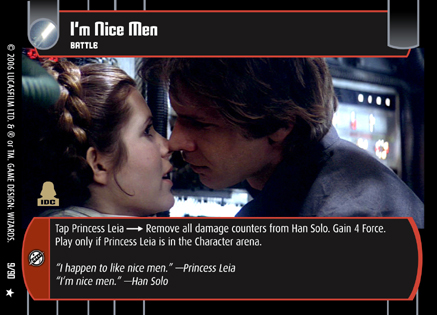 I'm Nice Men
BATTLE
© 2006 LUCASFILM LTD. & ® or TM. GAME DESIGN: WIZARDS.
9/90
IDC
Tap Princess Leia → Remove all damage counters from Han Solo. Gain 4 Force.
Play only if Princess Leia is in the Character arena.
"I happen to like nice men." —Princess Leia
"I'm nice men." —Han Solo